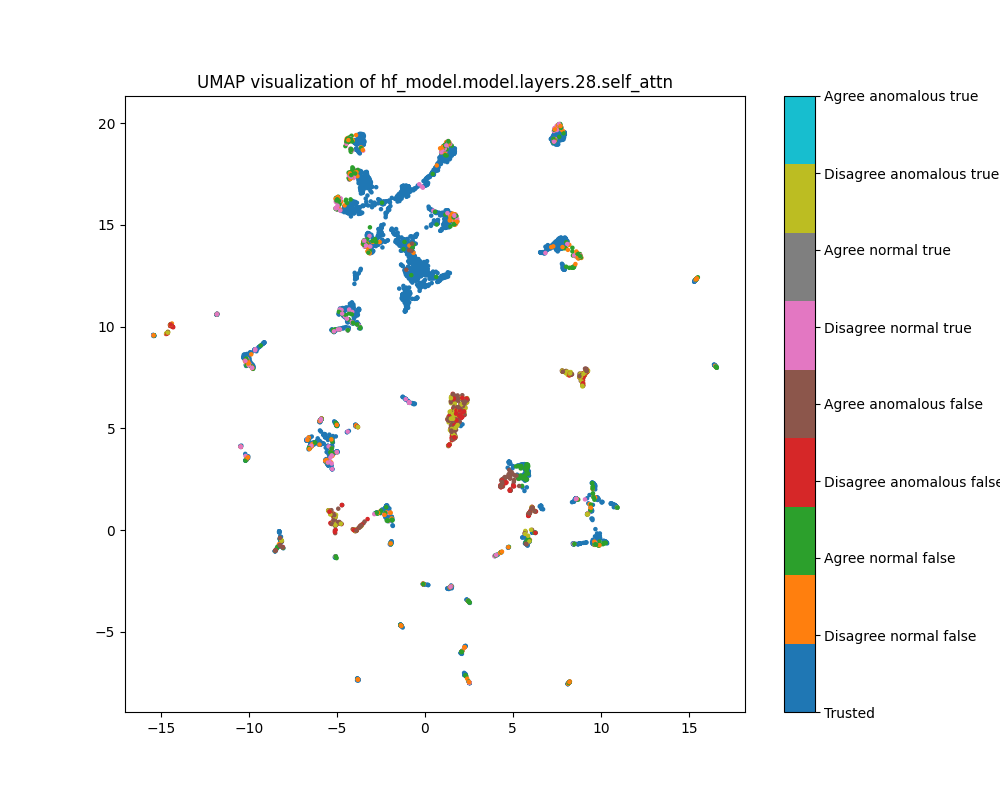 UMAP visualization of hf_model.model.layers.28.self_attn
20
15
10
5
0
−5
−15
−10
−5
0
5
10
15
Agree anomalous true
Disagree anomalous true
Agree normal true
Disagree normal true
Agree anomalous false
Disagree anomalous false
Agree normal false
Disagree normal false
Trusted